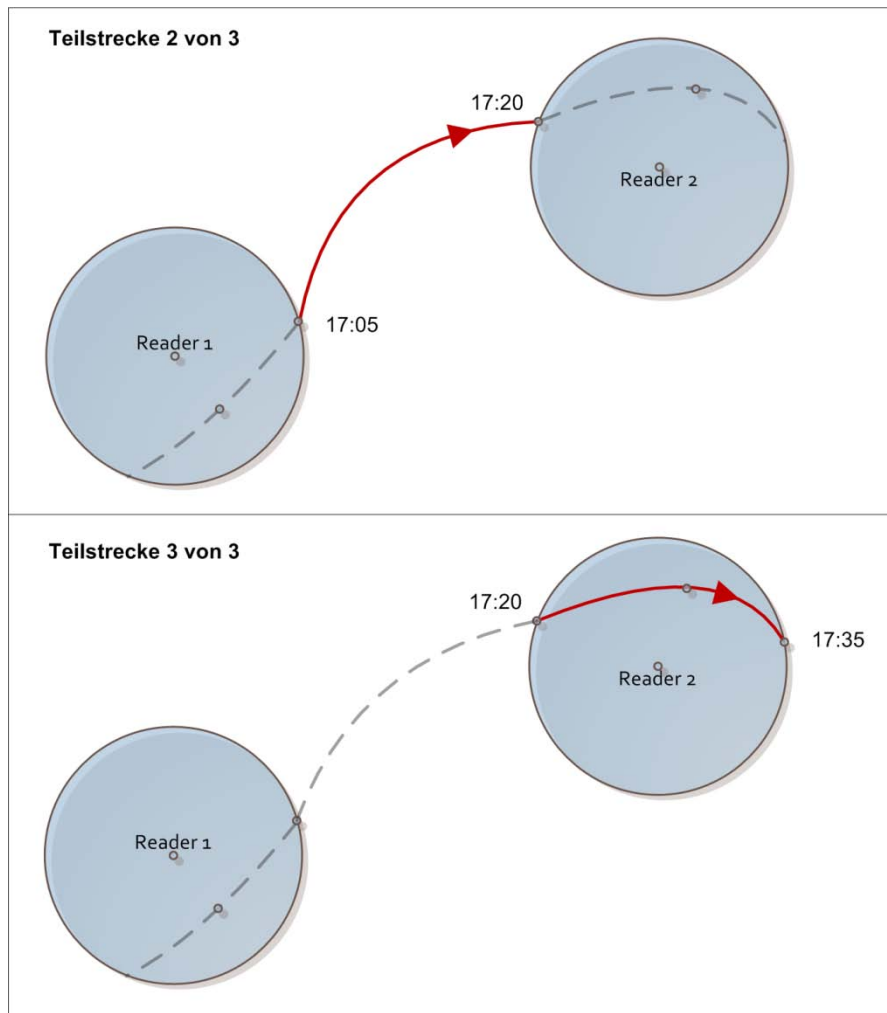 Teilstrecke 2 von 3
17:20
Reader 2
17:05
Reader 1
Teilstrecke 3 von 3
17:20
17:35
Reader 2
Reader 1